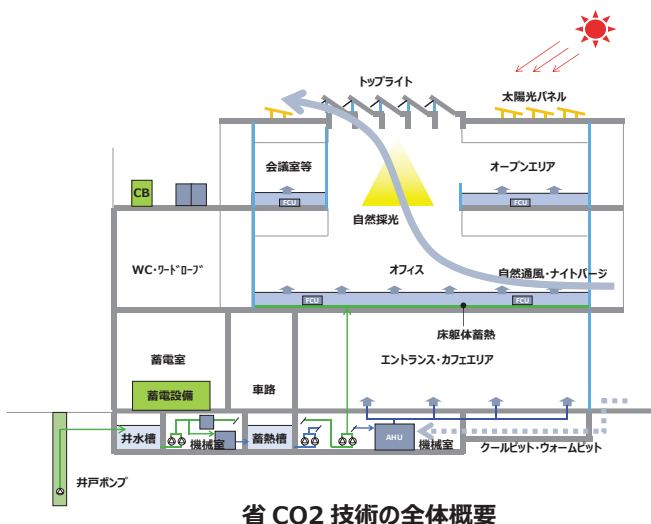 トップライト
太陽光パネル
会議室等
オープンエリア
CB
FCU
FCU
自然採光
WC・ワードローブ
オフィス
自然通風・ナイトパージ
FCU
FCU
床躯体蓄熱
蓄電室
エントランス・カフェエリア
蓄電設備
車路
井水槽
機械室
蓄熱槽
AHU
機械室
クールピット・ウォームピット
井戸ポンプ
省 CO2 技術の全体概要